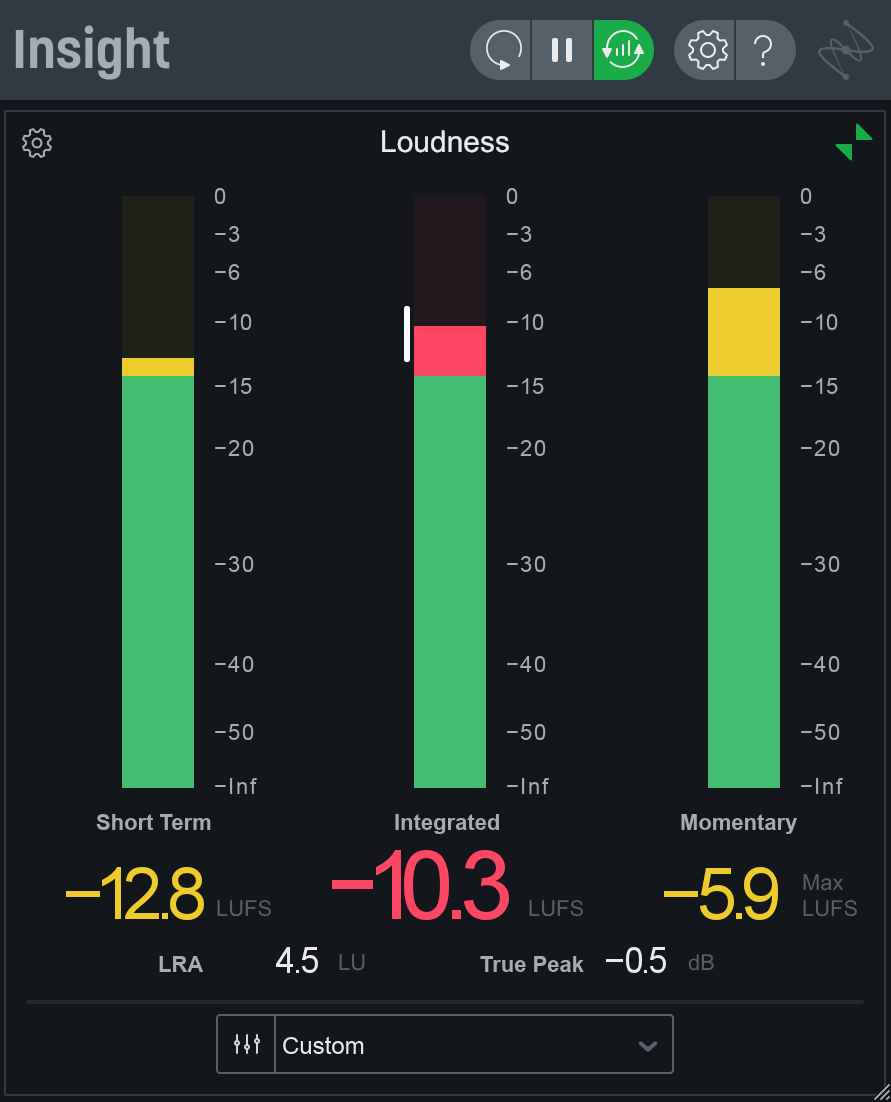 Insight
?
Loudness
0 0 0
−3 −3 −3
−6 −6 −6
−10 −10 −10
−15 −15 −15
−20 −20 −20
−30 −30 −30
−40 −40 −40
−50 −50 −50
−Inf −Inf −Inf
Short Term Integrated Momentary
−12.8 LUFS −10.3 LUFS −5.9 Max LUFS
LRA 4.5 LU True Peak −0.5 dB
Custom